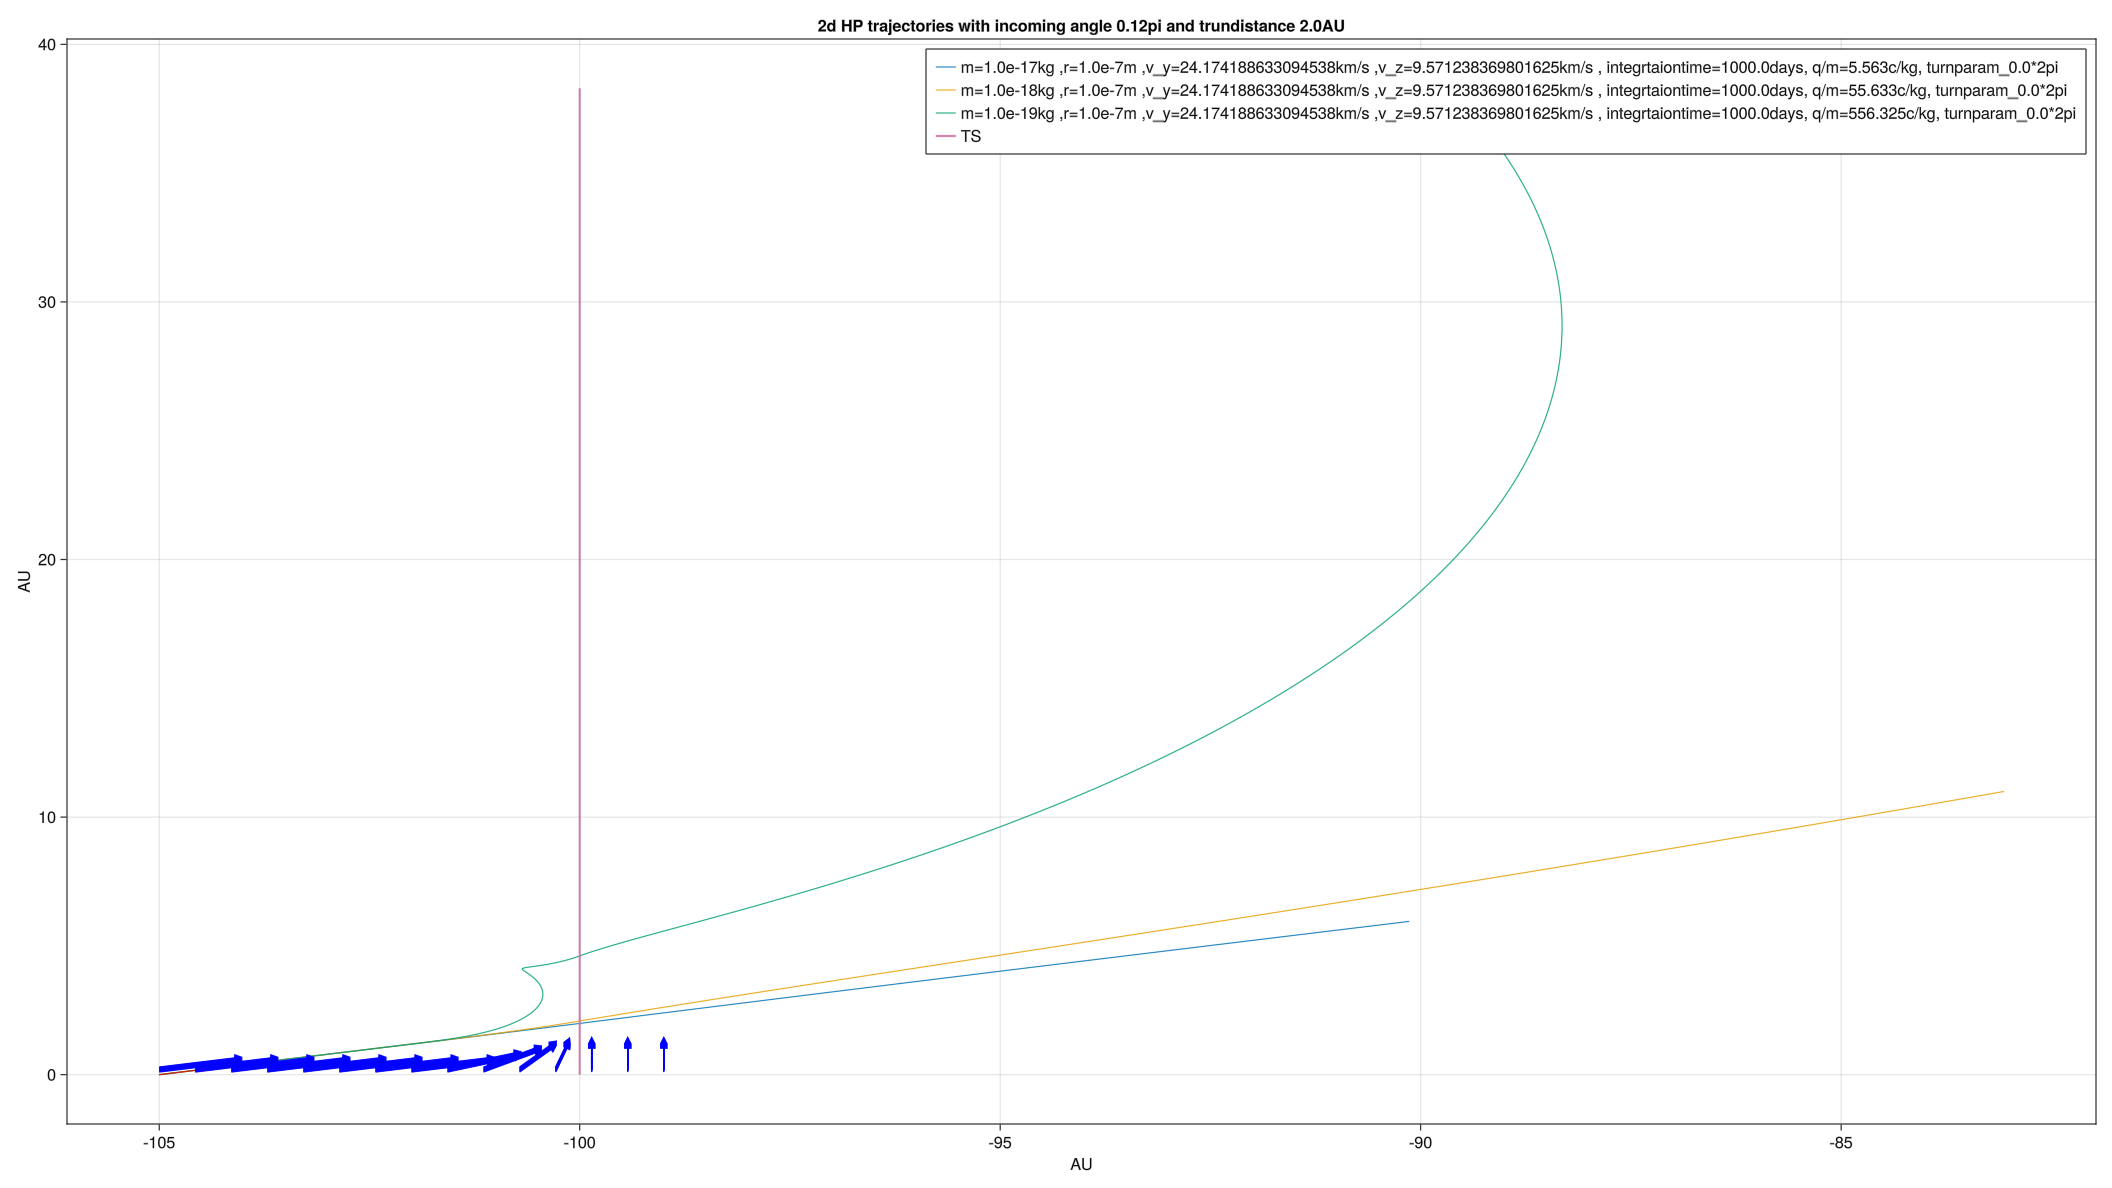 2d HP trajectories with incoming angle 0.12pi and trundistance 2.0AU
40
m=1.0e-17kg ,r=1.0e-7m ,v_y=24.174188633094538km/s ,v_z=9.571238369801625km/s , integrtaiontime=1000.0days, q/m=5.563c/kg, turnparam_0.0*2pi
m=1.0e-18kg ,r=1.0e-7m ,v_y=24.174188633094538km/s ,v_z=9.571238369801625km/s , integrtaiontime=1000.0days, q/m=55.633c/kg, turnparam_0.0*2pi
m=1.0e-19kg ,r=1.0e-7m ,v_y=24.174188633094538km/s ,v_z=9.571238369801625km/s , integrtaiontime=1000.0days, q/m=556.325c/kg, turnparam_0.0*2pi
TS
30
20
AU
10
0
-105 -100 -95 -90 -85
AU